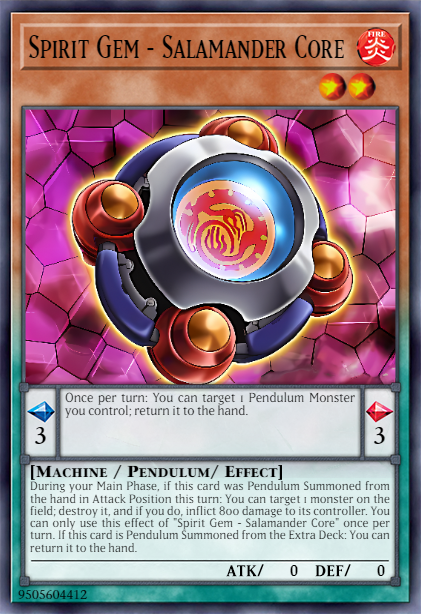 Spirit Gem - Salamander Core
FIRE
炎
Once per turn: You can target 1 Pendulum Monster
you control; return it to the hand.
3
3
[Machine / Pendulum/ Effect]
During your Main Phase, if this card was Pendulum Summoned from
the hand in Attack Position this turn: You can target 1 monster on the
field; destroy it, and if you do, inflict 800 damage to its controller. You
can only use this effect of "Spirit Gem - Salamander Core" once per
turn. If this card is Pendulum Summoned from the Extra Deck: You can
return it to the hand.
ATK/ 0 DEF/ 0
9505604412